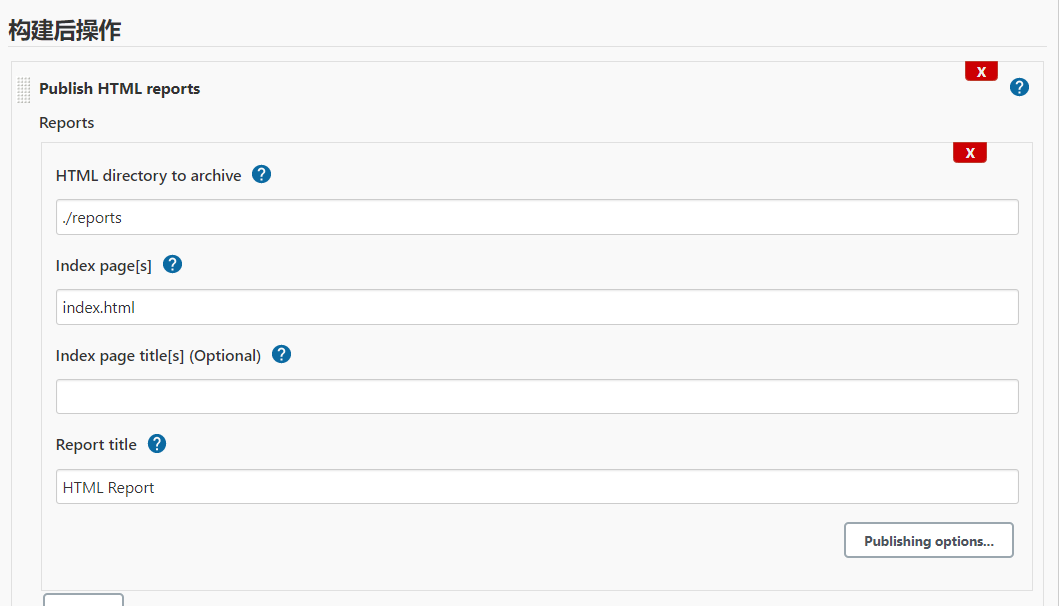 构建后操作
X
Publish HTML reports
?
Reports
X
HTML directory to archive ?
./reports
Index page[s] ?
index.html
Index page title[s] (Optional) ?
Report title ?
HTML Report
Publishing options...